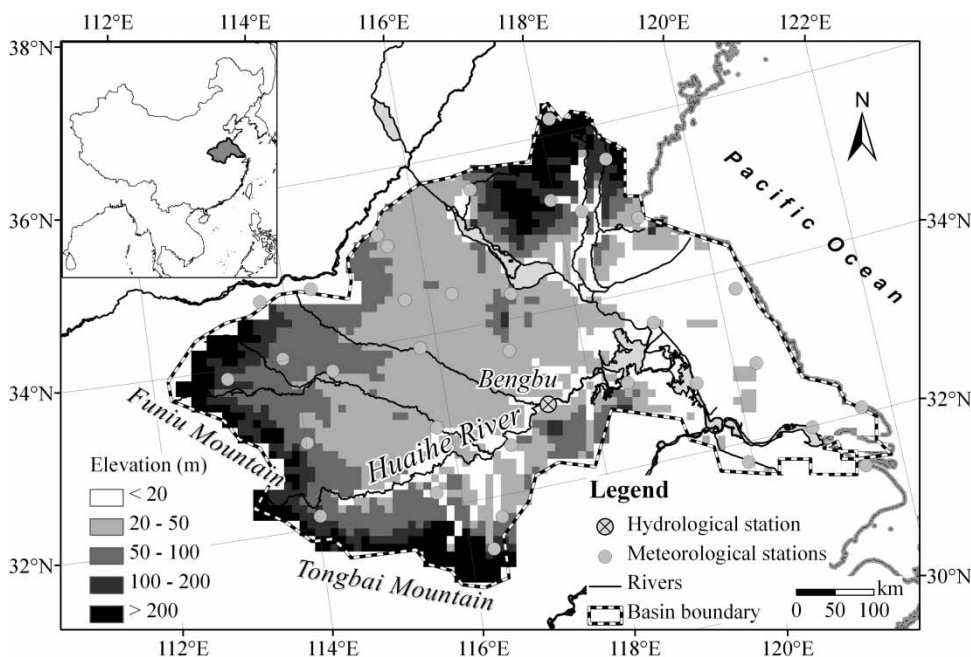 114°E 116°E 118°E 120°E 122°E
38°N
36°N
34°N
32°N
N
Pacific Ocean
34°N
32°N
30°N
Bengbu
Huaihe River
Funiu Mountain
Tongbai Mountain
Elevation (m)
< 20
20 - 50
50 - 100
100 - 200
> 200
Legend
Hydrological station
Meteorological stations
Rivers
Basin boundary
km
0 50 100
112°E 114°E 116°E 118°E 120°E